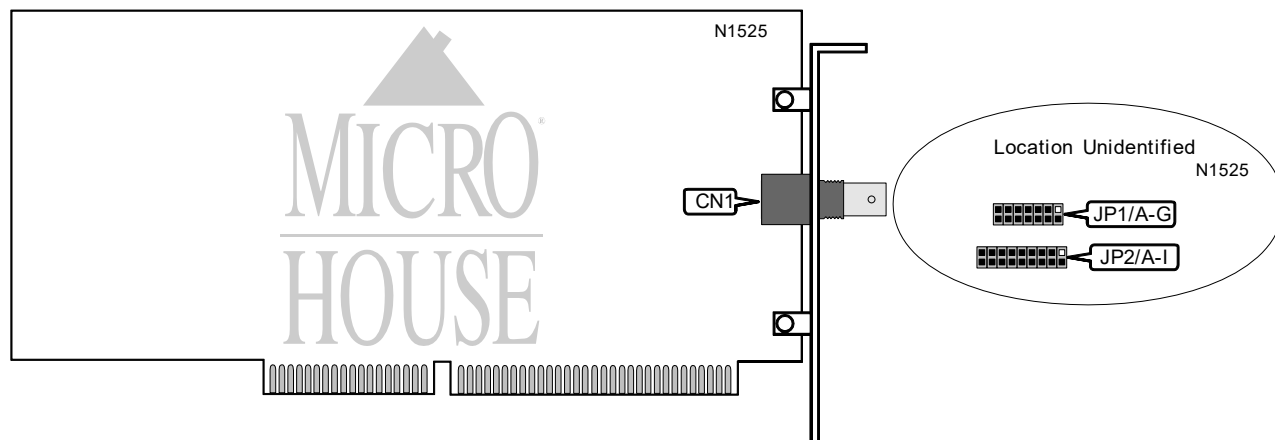 N1525
MICRO®
HOUSE
CN1
Location Unidentified
N1525
JP1/A-G
JP2/A-I